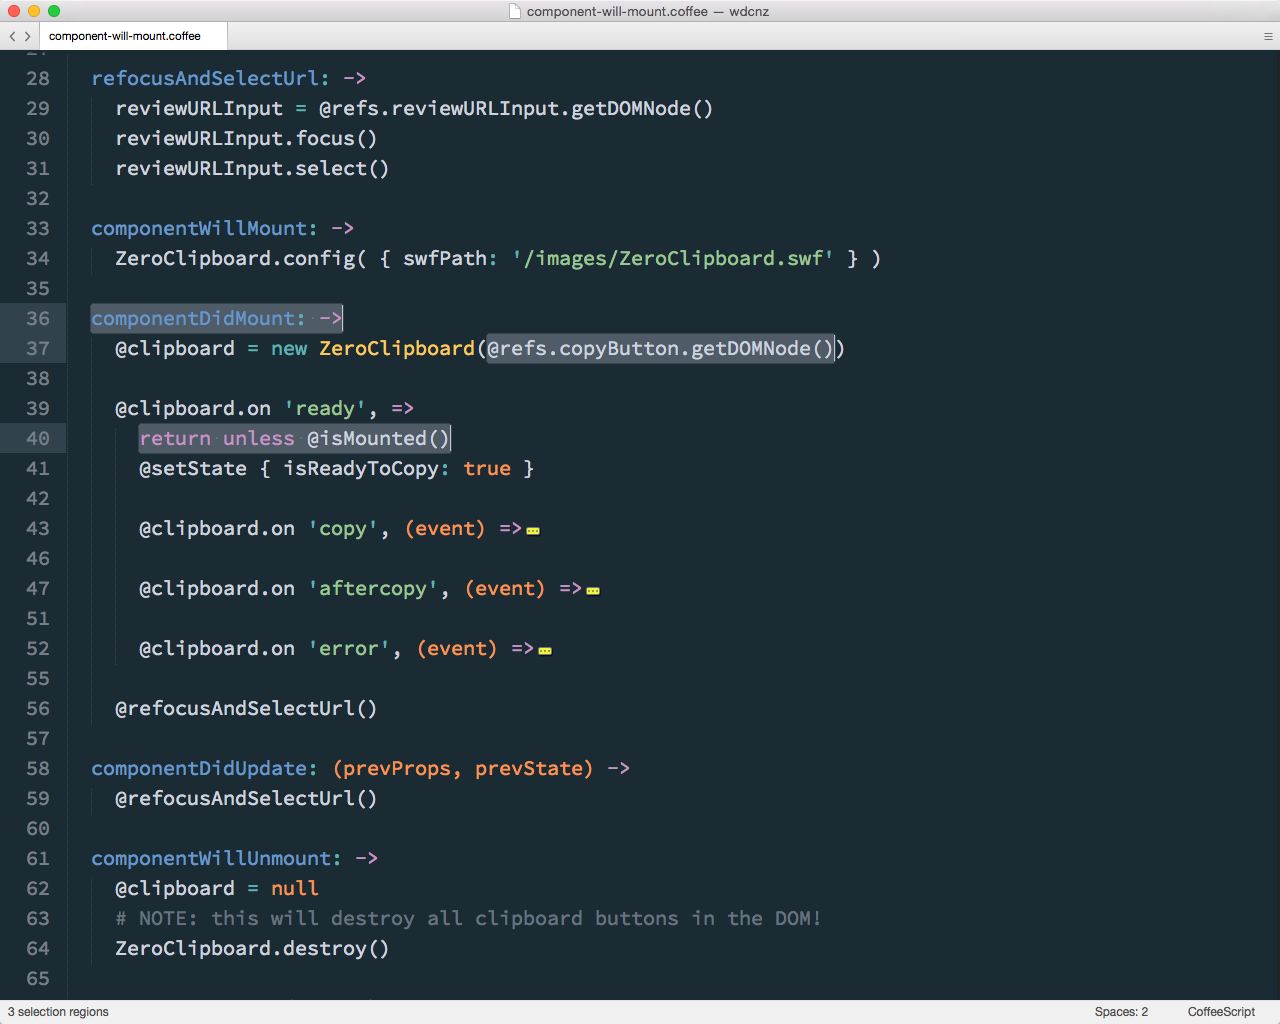 component-will-mount.coffee — wdcnz
component-will-mount.coffee
28 refocusAndSelectUrl: ->
29 reviewURLInput = @refs.reviewURLInput.getDOMNode()
30 reviewURLInput.focus()
31 reviewURLInput.select()
32
33 componentWillMount: ->
34 ZeroClipboard.config( { swfPath: '/images/ZeroClipboard.swf' } )
35
36 componentDidMount: ->
37 @clipboard = new ZeroClipboard(@refs.copyButton.getDOMNode())
38
39 @clipboard.on 'ready', =>
40 return unless @isMounted()
41 @setState { isReadyToCopy: true }
42
43 @clipboard.on 'copy', (event) =>
46
47 @clipboard.on 'aftercopy', (event) =>
51
52 @clipboard.on 'error', (event) =>
55
56 @refocusAndSelectUrl()
57
58 componentDidUpdate: (prevProps, prevState) ->
59 @refocusAndSelectUrl()
60
61 componentWillUnmount: ->
62 @clipboard = null
63 # NOTE: this will destroy all clipboard buttons in the DOM!
64 ZeroClipboard.destroy()
65
3 selection regions
Spaces: 2
CoffeeScript